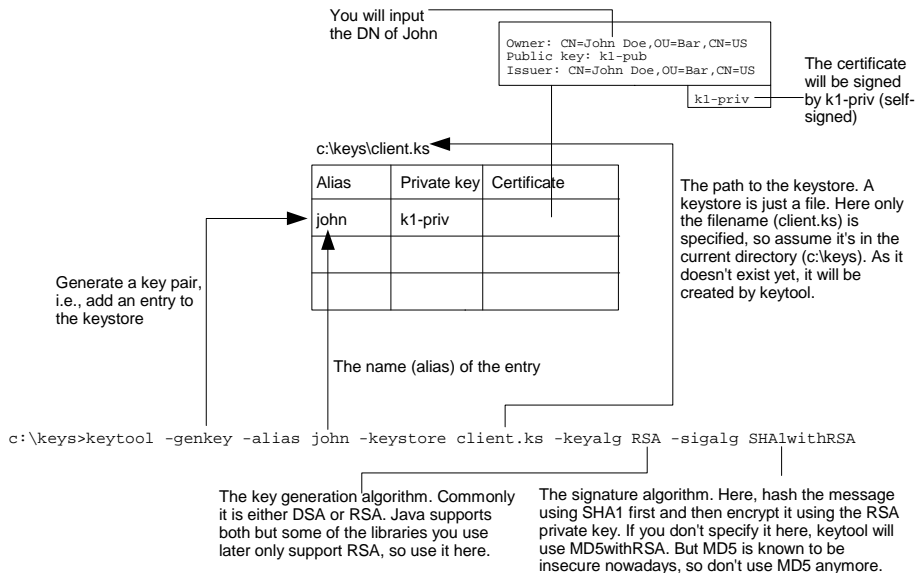 You will input
the DN of John
Owner: CN=John Doe,OU=Bar,CN=US
Public key: k1-pub
Issuer: CN=John Doe,OU=Bar,CN=US
k1-priv
The certificate
will be signed
by k1-priv (self-
signed)
c:\keys\client.ks
Alias Private key Certificate
john k1-priv
The path to the keystore. A
keystore is just a file. Here only
the filename (client.ks) is
specified, so assume it's in the
current directory (c:\keys). As it
doesn't exist yet, it will be
created by keytool.
Generate a key pair,
i.e., add an entry to
the keystore
The name (alias) of the entry
c:\keys>keytool -genkey -alias john -keystore client.ks -keyalg RSA -sigalg SHA1withRSA
The key generation algorithm. Commonly
it is either DSA or RSA. Java supports
both but some of the libraries you use
later only support RSA, so use it here.
The signature algorithm. Here, hash the message
using SHA1 first and then encrypt it using the RSA
private key. If you don't specify it here, keytool will
use MD5withRSA. But MD5 is known to be
insecure nowadays, so don't use MD5 anymore.